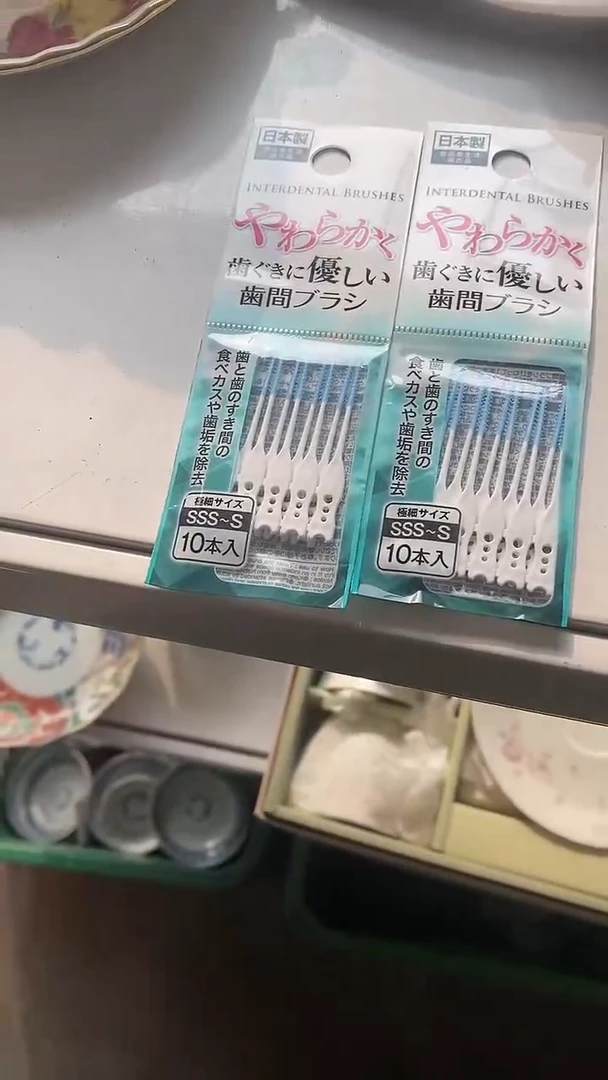 日本製
INTERDENTAL BRUSHES
やわらかく
歯ぐきに優しい
歯間ブラシ
歯と歯のすき間の
食べカスや歯垢を除去
極細サイズ
SSS~S
10本入
日本製
INTERDENTAL BRUSHES
やわらかく
歯ぐきに優しい
歯間ブラシ
歯と歯のすき間の
食べカスや歯垢を除去
極細サイズ
SSS~S
10本入